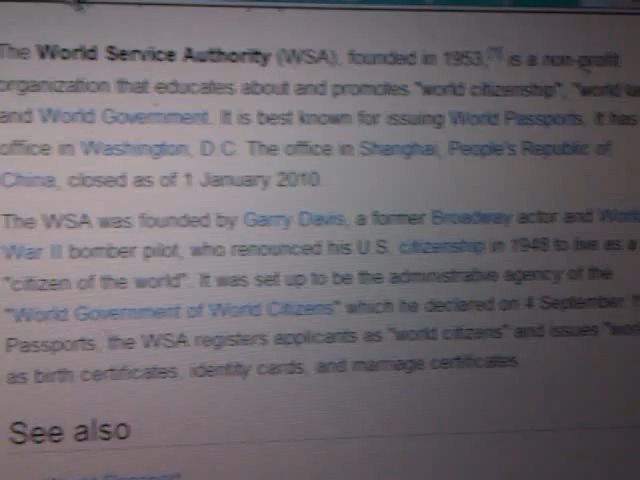 The World Service Authority (WSA), founded in 1953,[1] is a non-profit
organization that educates about and promotes "world citizenship", "world
and World Government. It is best known for issuing World Passports. It has
office in Washington, D.C. The office in Shanghai, People's Republic of
China, closed as of 1 January 2010.
The WSA was founded by Garry Davis, a former Broadway actor and World
War II bomber pilot, who renounced his U.S. citizenship in 1948 to live as a
"citizen of the world". It was set up to be the administrative agency of the
"World Government of World Citizens" which he declared on 4 September
Passports, the WSA registers applicants as "world citizens" and issues
as birth certificates, identity cards, and marriage certificates.
See also
World Passport